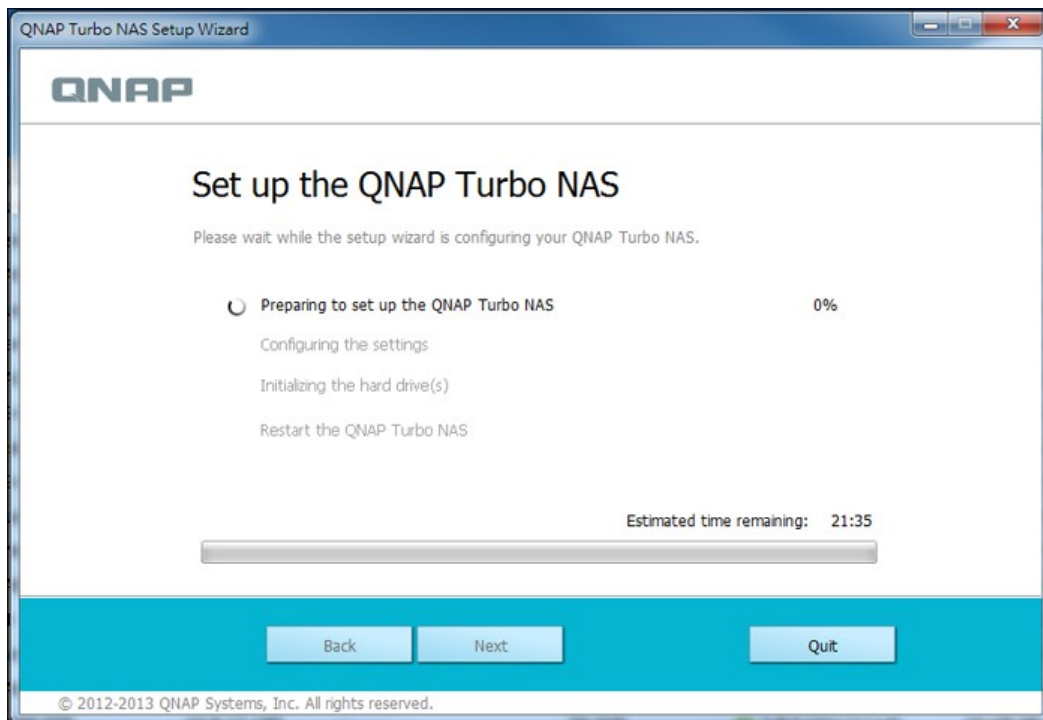 QNAP Turbo NAS Setup Wizard
QNAP
Set up the QNAP Turbo NAS
Please wait while the setup wizard is configuring your QNAP Turbo NAS.
Preparing to set up the QNAP Turbo NAS 0%
Configuring the settings
Initializing the hard drive(s)
Restart the QNAP Turbo NAS
Estimated time remaining: 21:35
Back Next Quit
© 2012-2013 QNAP Systems, Inc. All rights reserved.